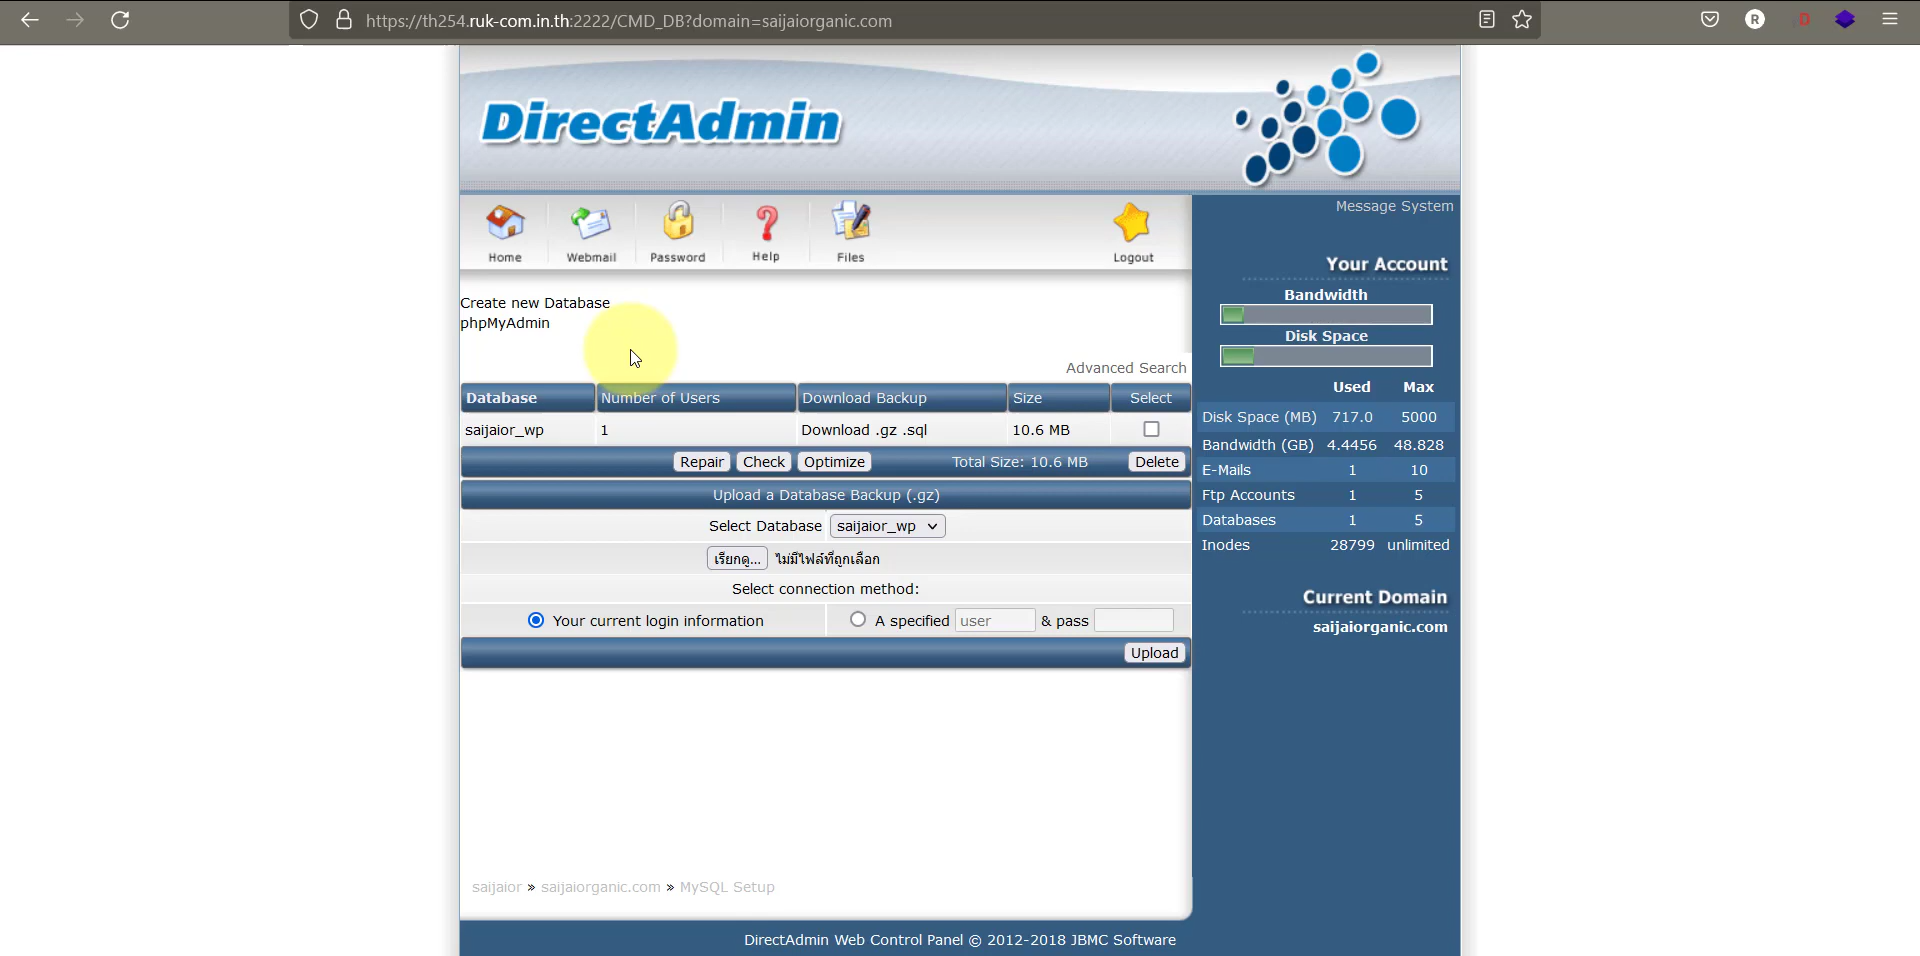 https://th254.ruk-com.in.th:2222/CMD_DB?domain=saijaiorganic.com
R
DirectAdmin
Home Webmail Password Help Files Logout
Message System
Your Account
Bandwidth
Disk Space
Used Max
Disk Space (MB) 717.0 5000
Bandwidth (GB) 4.4456 48.828
E-Mails 1 10
Ftp Accounts 1 5
Databases 1 5
Inodes 28799 unlimited
Current Domain
saijaiorganic.com
Create new Database
phpMyAdmin
Advanced Search
Database Number of Users Download Backup Size Select
saijaior_wp 1 Download .gz .sql 10.6 MB
Repair Check Optimize Total Size: 10.6 MB Delete
Upload a Database Backup (.gz)
Select Database saijaior_wp
เรียกดู... ไม่มีไฟล์ที่ถูกเลือก
Select connection method:
Your current login information A specified user & pass
Upload
saijaior » saijaiorganic.com » MySQL Setup
DirectAdmin Web Control Panel © 2012-2018 JBMC Software